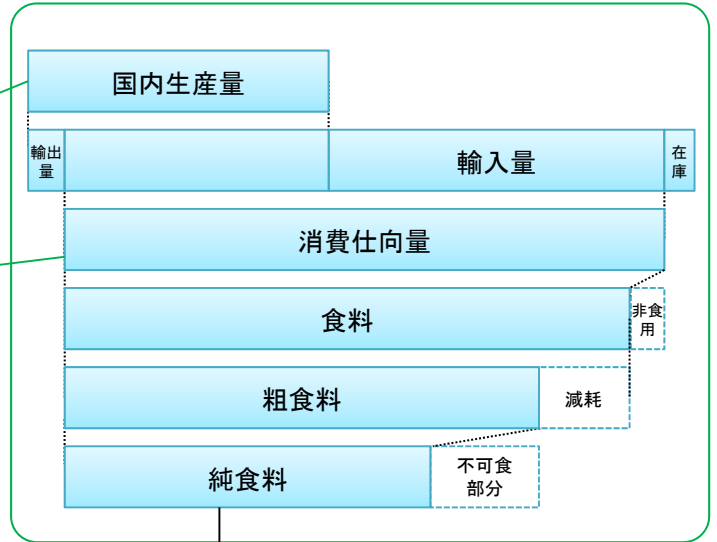 国内生産量
輸出
量
輸入量
在
庫
消費仕向量
食料
非食
用
粗食料
減耗
純食料
不可食
部分